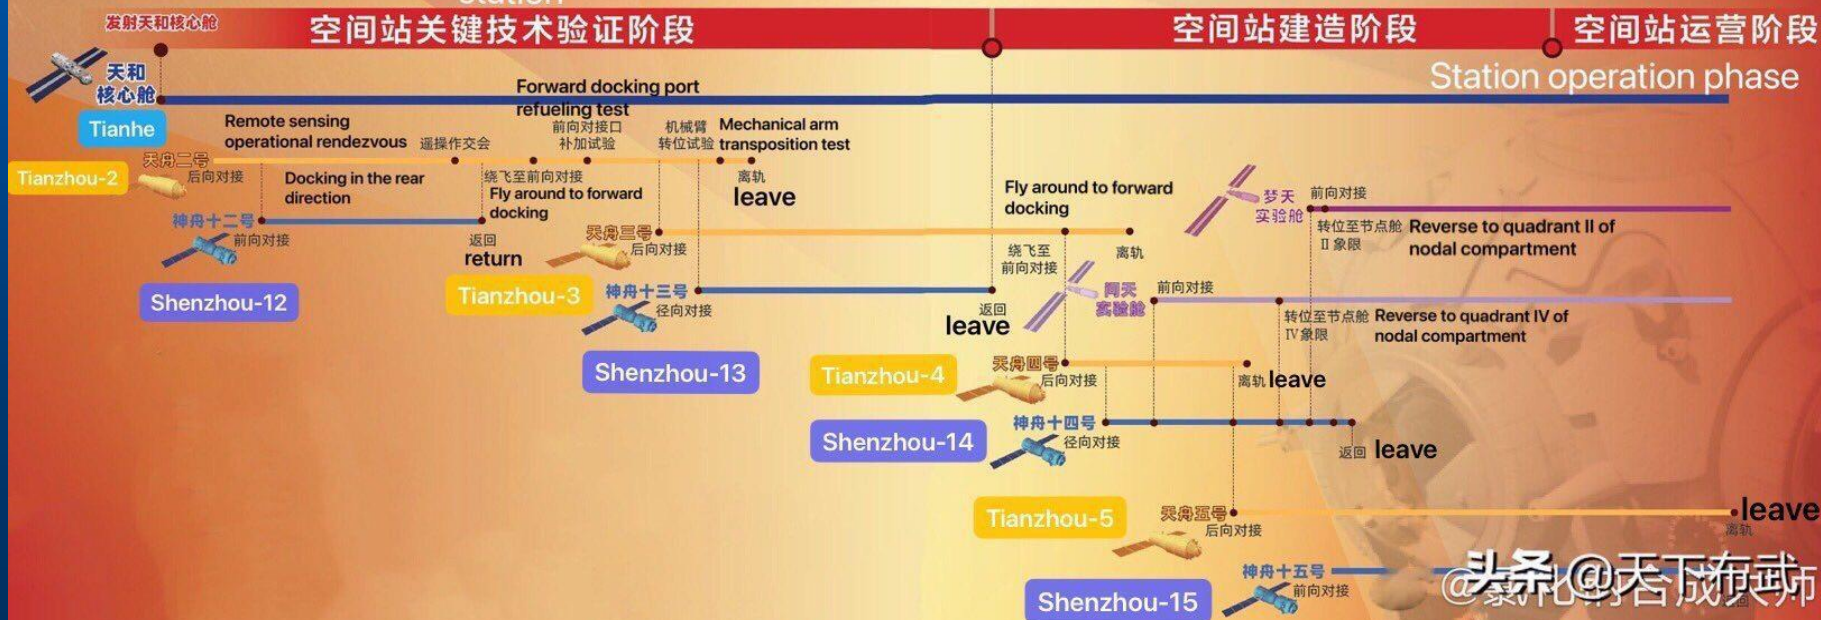 station
发射天和核心舱
空间站关键技术验证阶段
空间站建造阶段
空间站运营阶段
Station operation phase
天和
核心舱
Tianhe
Forward docking port
refueling test
前向对接口
补加试验
Remote sensing
operational rendezvous
遥操作交会
机械臂
转位试验
Mechanical arm
transposition test
天舟二号
后向对接
Tianzhou-2
Docking in the rear
direction
绕飞至前向对接
Fly around to forward
docking
离轨
leave
神舟十二号
前向对接
返回
return
Shenzhou-12
天舟三号
后向对接
Tianzhou-3
Fly around to forward
docking
绕飞至
前向对接
离轨
梦天
实验舱
前向对接
转位至节点舱
II象限
Reverse to quadrant II of
nodal compartment
神舟十三号
径向对接
返回
leave
Shenzhou-13
问天
实验舱
前向对接
转位至节点舱
IV象限
Reverse to quadrant IV of
nodal compartment
Tianzhou-4
天舟四号
后向对接
离轨
leave
Shenzhou-14
神舟十四号
径向对接
返回
leave
Tianzhou-5
天舟五号
后向对接
leave
离轨
Shenzhou-15
神舟十五号
前向对接
返回
头条 @天下布武